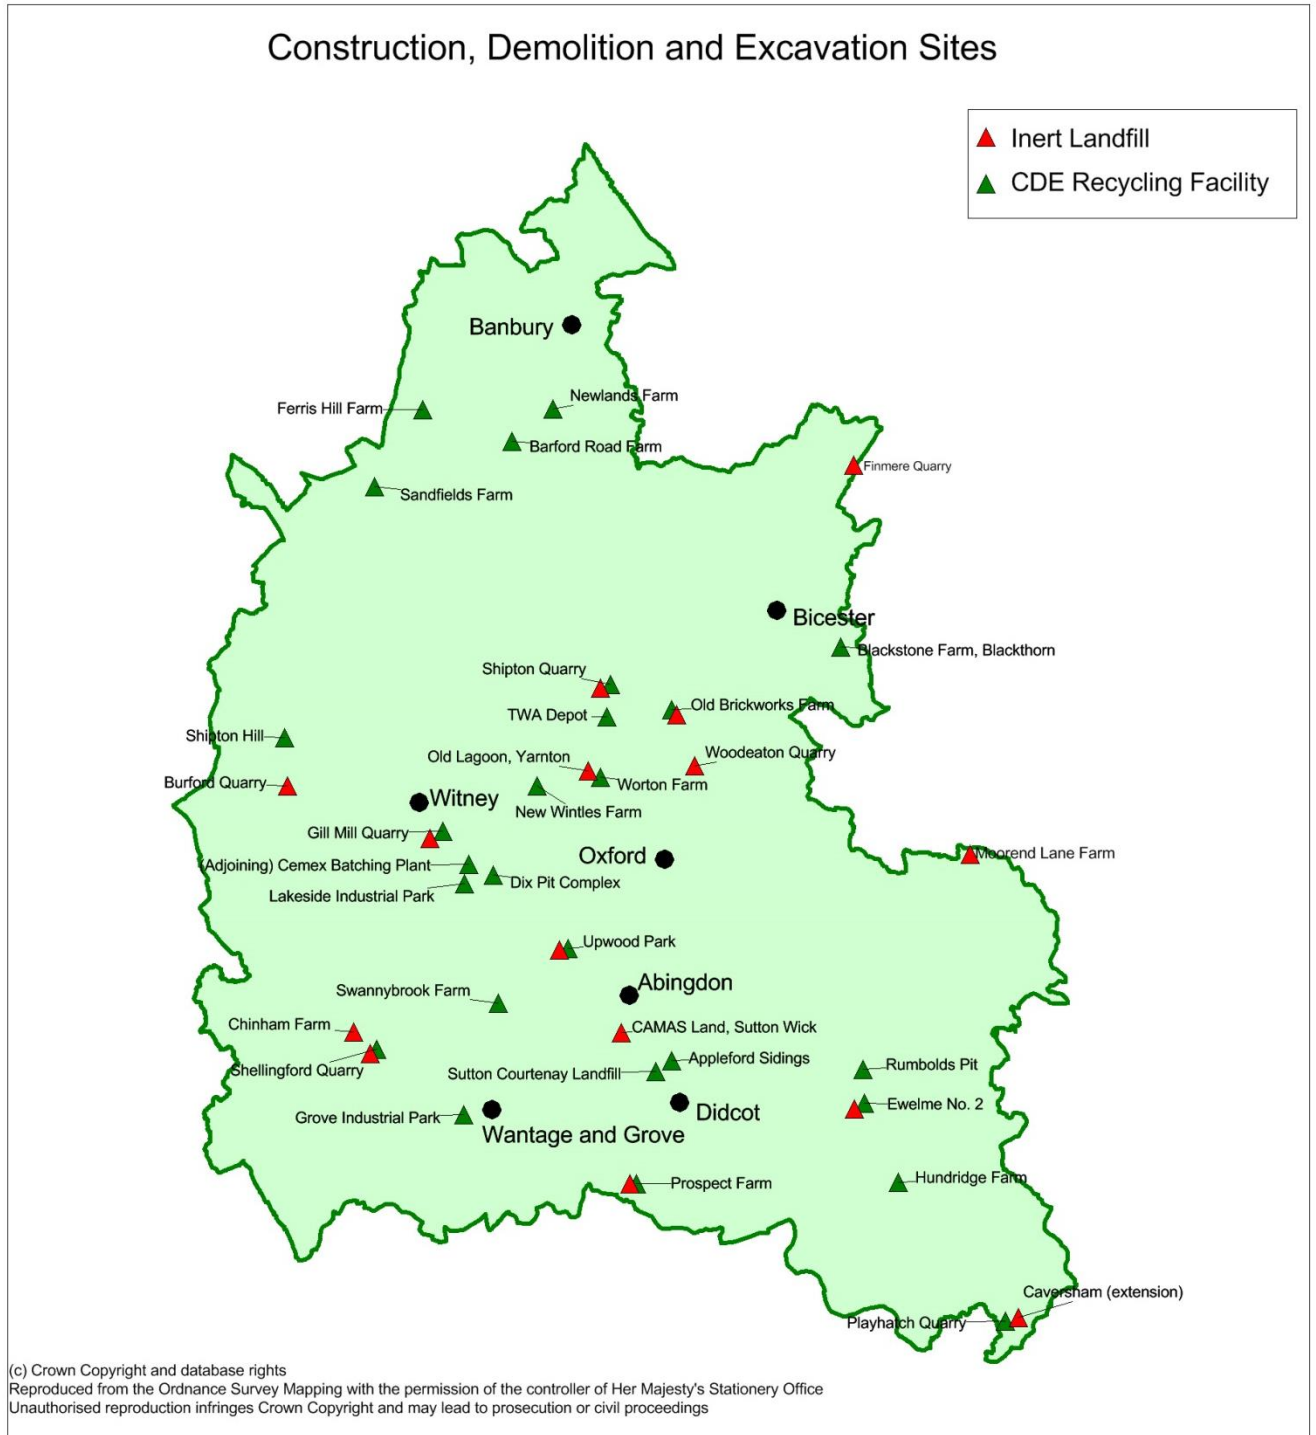 Construction, Demolition and Excavation Sites
Inert Landfill
CDE Recycling Facility
Banbury
Newlands Farm
Ferris Hill Farm
Barford Road Farm
Finmere Quarry
Sandfields Farm
Bicester
Blackstone Farm, Blackthorn
Shipton Quarry
Old Brickworks Farm
TWA Depot
Shipton Hill
Woodeaton Quarry
Old Lagoon, Yarnton
Burford Quarry
Worton Farm
Witney
New Wintles Farm
Gill Mill Quarry
Oxford
Moorend Lane Farm
(Adjoining) Cemex Batching Plant
Dix Pit Complex
Lakeside Industrial Park
Upwood Park
Abingdon
Swannybrook Farm
Chinham Farm
CAMAS Land, Sutton Wick
Appleford Sidings
Rumbolds Pit
Shellingford Quarry
Sutton Courtenay Landfill
Ewelme No. 2
Didcot
Grove Industrial Park
Wantage and Grove
Hundridge Farm
Prospect Farm
Caversham (extension)
Playhatch Quarry
(c) Crown Copyright and database rights
Reproduced from the Ordnance Survey Mapping with the permission of the controller of Her Majesty's Stationery Office
Unauthorised reproduction infringes Crown Copyright and may lead to prosecution or civil proceedings